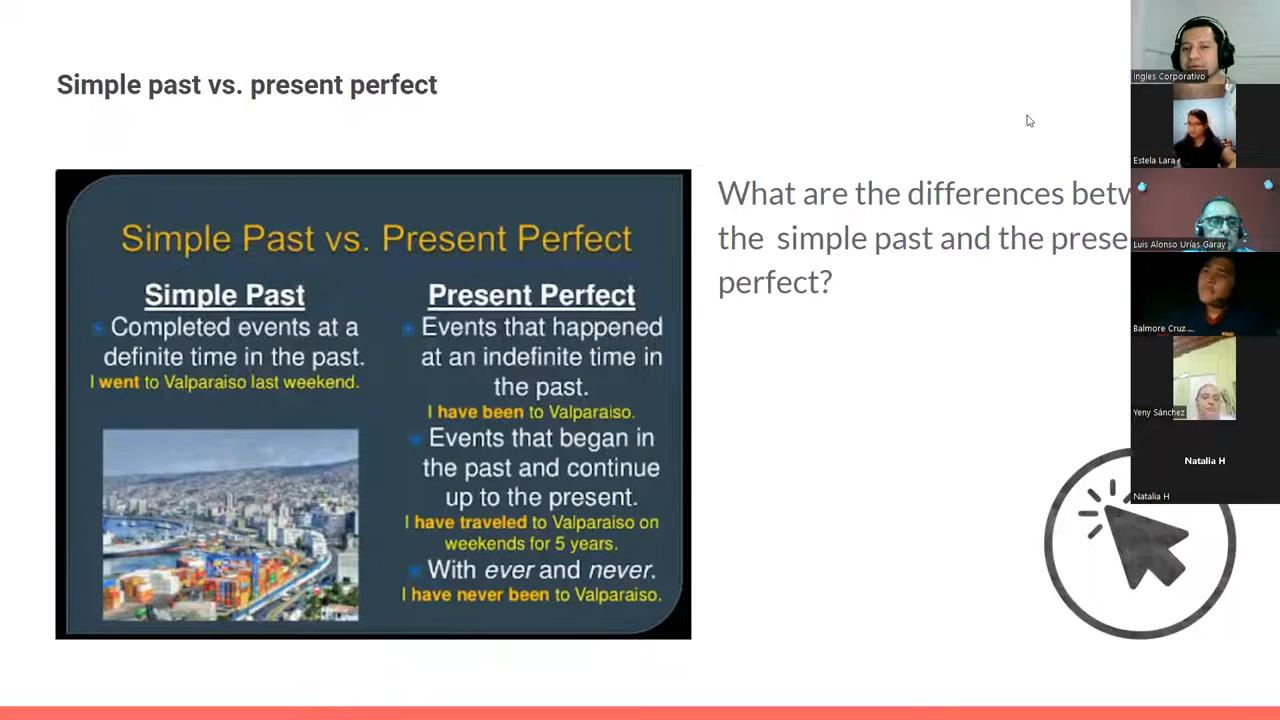 Simple past vs. present perfect
Simple Past vs. Present Perfect
Simple Past
Completed events at a
definite time in the past.
I went to Valparaiso last weekend.
Present Perfect
Events that happened
at an indefinite time in
the past.
I have been to Valparaiso.
Events that began in
the past and continue
up to the present.
I have traveled to Valparaiso on
weekends for 5 years.
With ever and never.
I have never been to Valparaiso.
What are the differences
the simple past and the
perfect?
Ingles Corporativo
Estela Lara
Luis Alonso Urías Garay
Balmore Cruz
Yeny Sánchez
Natalia H
Natalia H